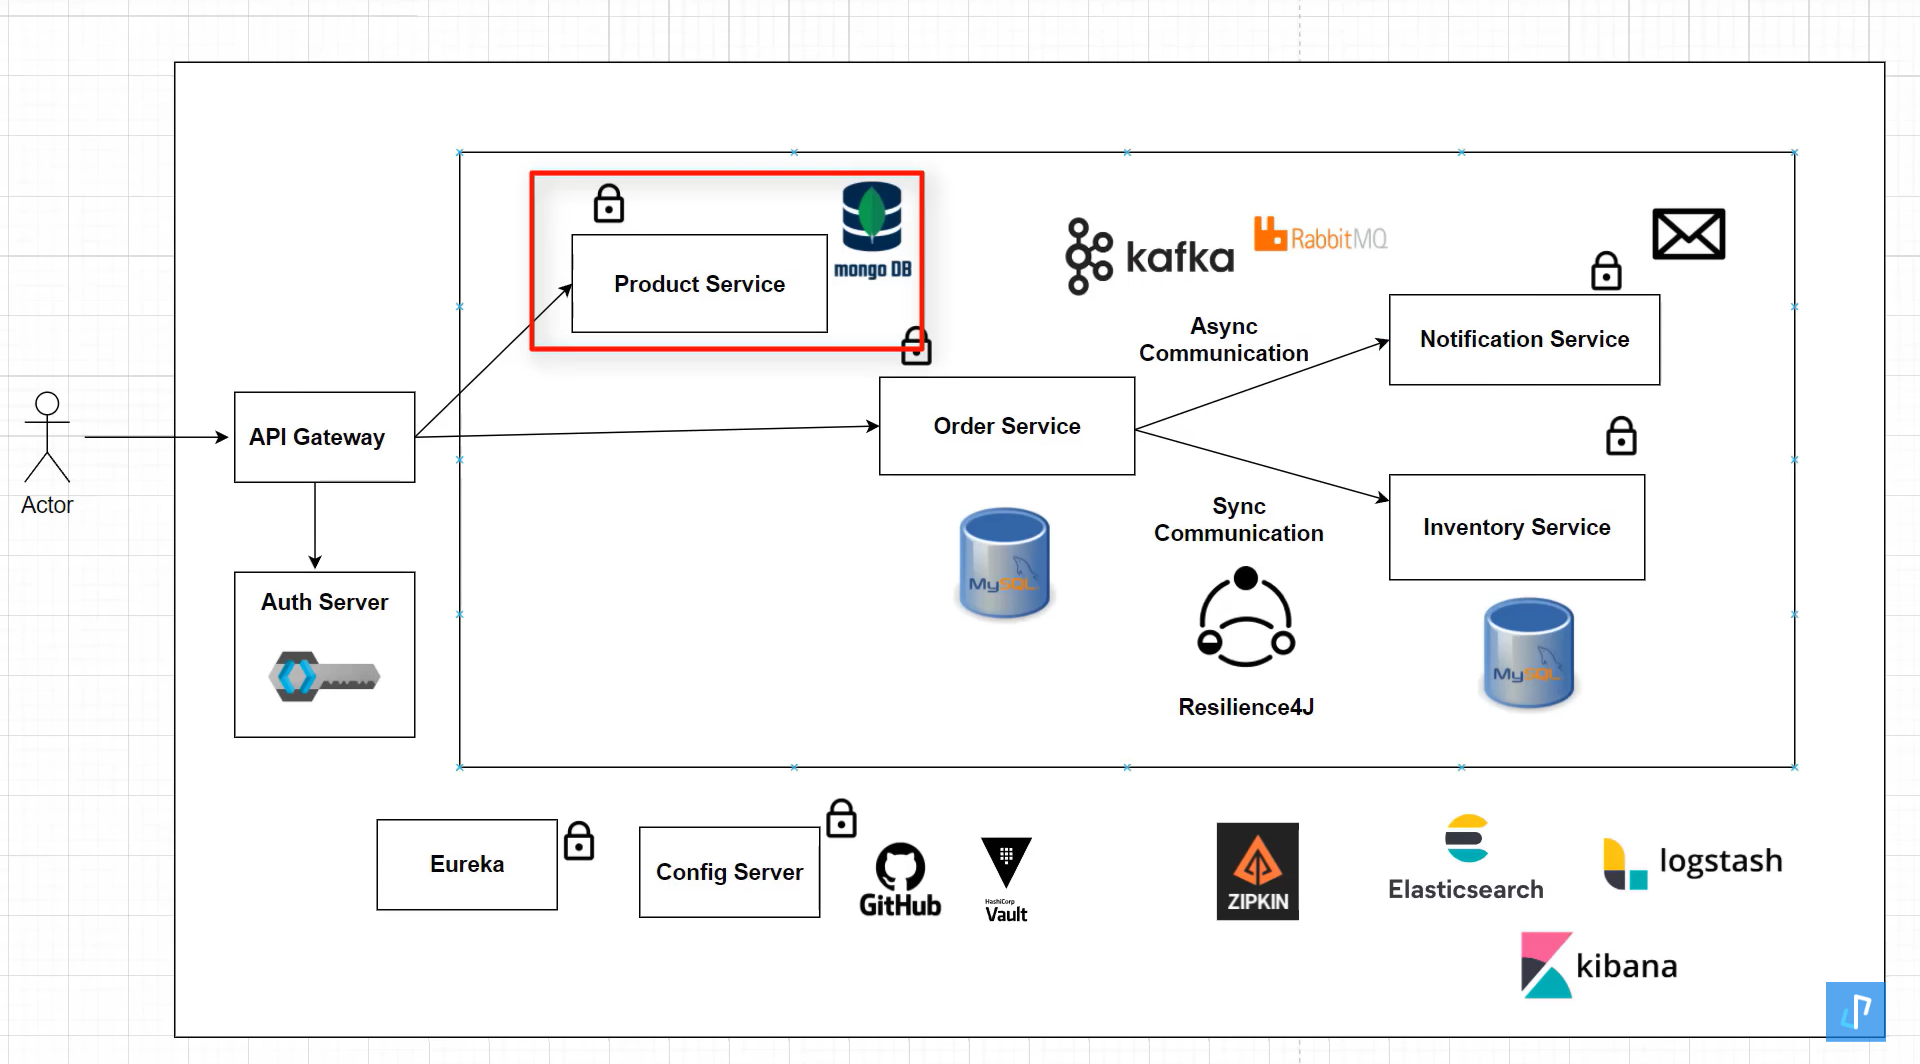 mongo DB
Product Service
kafka
RabbitMQ
Async
Communication
Notification Service
API Gateway
Order Service
Actor
Sync
Communication
Inventory Service
MySQL
Auth Server
MySQL
Resilience4J
Eureka
Config Server
GitHub
HashiCorp
Vault
ZIPKIN
Elasticsearch
logstash
kibana